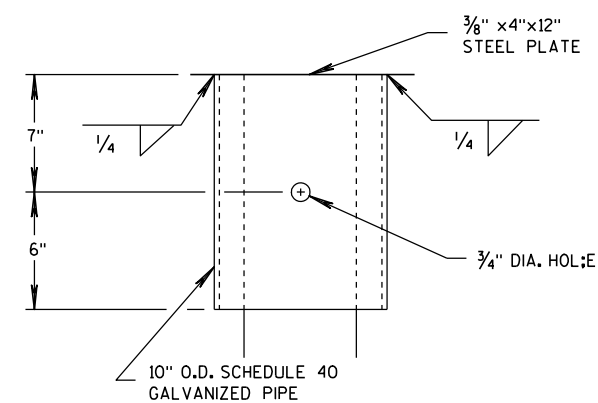 ⅜" ×4"×12"
STEEL PLATE
7"
¼
¼
6"
¾" DIA. HOL;E
10" O.D. SCHEDULE 40
GALVANIZED PIPE